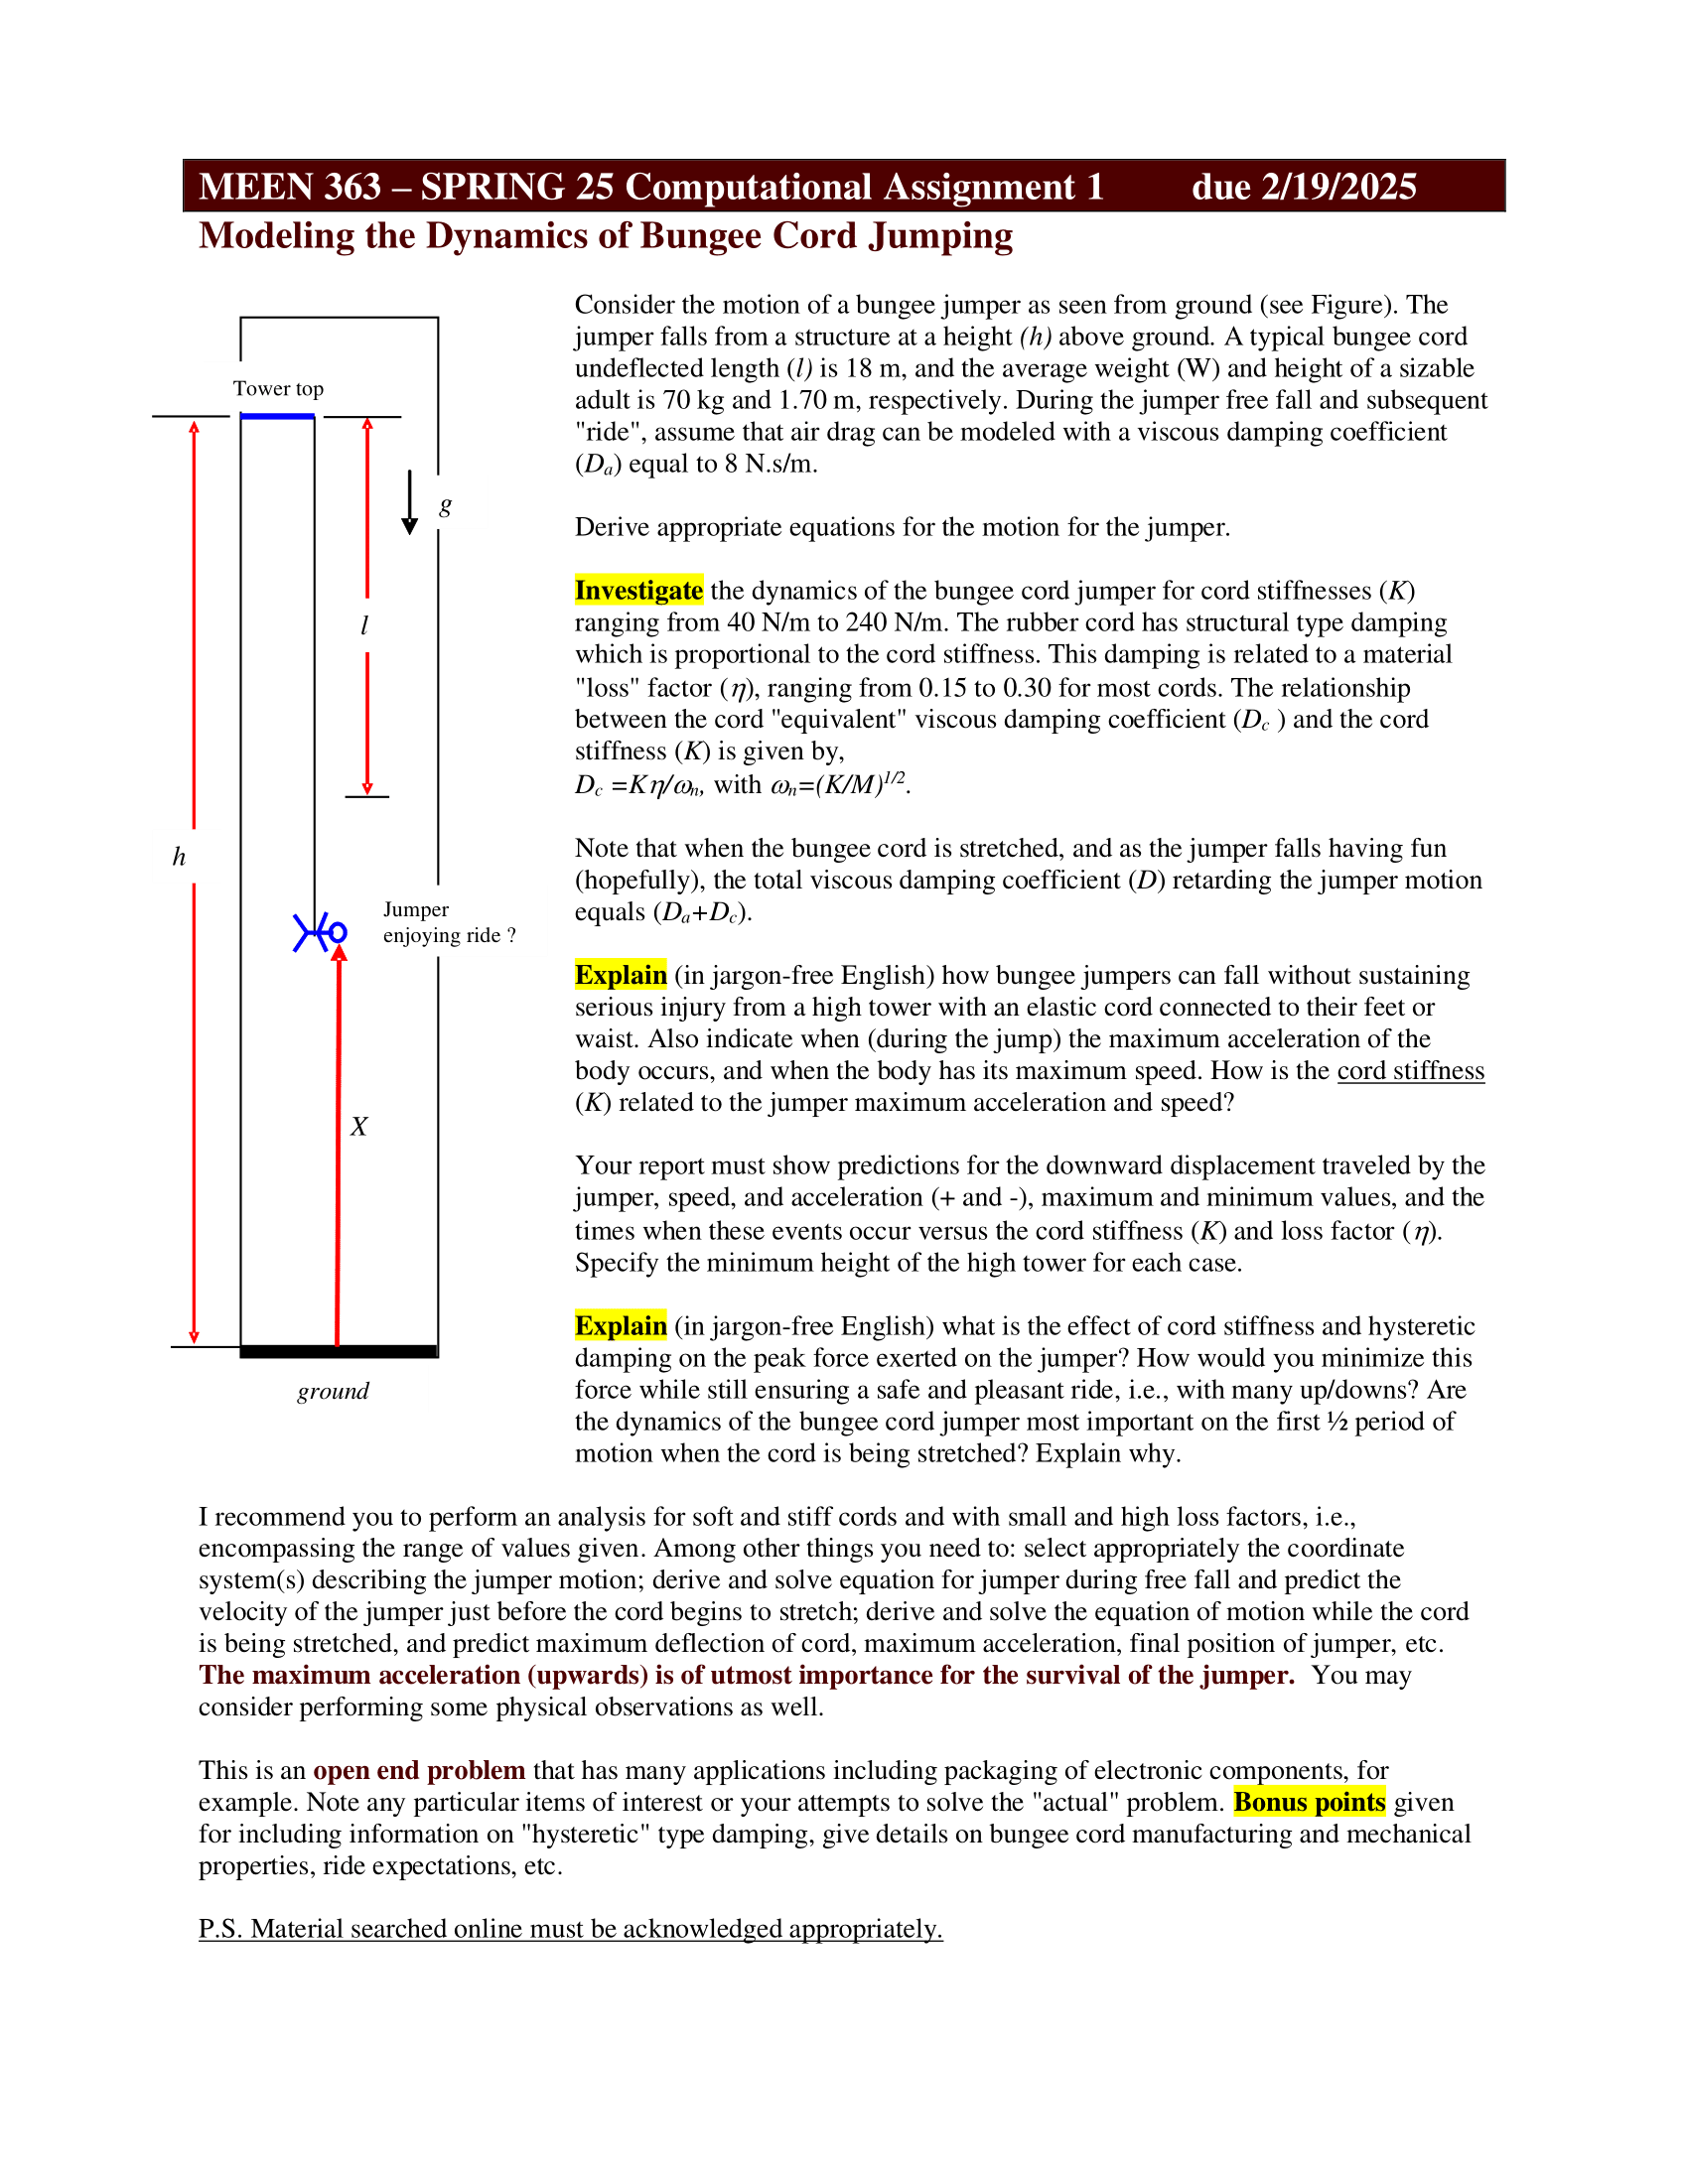 MEEN 363 – SPRING 25 Computational Assignment 1 due 2/19/2025
Modeling the Dynamics of Bungee Cord Jumping
Tower top
g
l
h
Jumper
enjoying ride ?
X
ground
Consider the motion of a bungee jumper as seen from ground (see Figure). The
jumper falls from a structure at a height (h) above ground. A typical bungee cord
undeflected length (l) is 18 m, and the average weight (W) and height of a sizable
adult is 70 kg and 1.70 m, respectively. During the jumper free fall and subsequent
"ride", assume that air drag can be modeled with a viscous damping coefficient
(Da) equal to 8 N.s/m.
Derive appropriate equations for the motion for the jumper.
Investigate the dynamics of the bungee cord jumper for cord stiffnesses (K)
ranging from 40 N/m to 240 N/m. The rubber cord has structural type damping
which is proportional to the cord stiffness. This damping is related to a material
"loss" factor (η), ranging from 0.15 to 0.30 for most cords. The relationship
between the cord "equivalent" viscous damping coefficient (Dc ) and the cord
stiffness (K) is given by,
Dc =Kη/ωn, with ωn=(K/M)1/2.
Note that when the bungee cord is stretched, and as the jumper falls having fun
(hopefully), the total viscous damping coefficient (D) retarding the jumper motion
equals (Da+Dc).
Explain (in jargon-free English) how bungee jumpers can fall without sustaining
serious injury from a high tower with an elastic cord connected to their feet or
waist. Also indicate when (during the jump) the maximum acceleration of the
body occurs, and when the body has its maximum speed. How is the cord stiffness
(K) related to the jumper maximum acceleration and speed?
Your report must show predictions for the downward displacement traveled by the
jumper, speed, and acceleration (+ and -), maximum and minimum values, and the
times when these events occur versus the cord stiffness (K) and loss factor (η).
Specify the minimum height of the high tower for each case.
Explain (in jargon-free English) what is the effect of cord stiffness and hysteretic
damping on the peak force exerted on the jumper? How would you minimize this
force while still ensuring a safe and pleasant ride, i.e., with many up/downs? Are
the dynamics of the bungee cord jumper most important on the first ½ period of
motion when the cord is being stretched? Explain why.
I recommend you to perform an analysis for soft and stiff cords and with small and high loss factors, i.e.,
encompassing the range of values given. Among other things you need to: select appropriately the coordinate
system(s) describing the jumper motion; derive and solve equation for jumper during free fall and predict the
velocity of the jumper just before the cord begins to stretch; derive and solve the equation of motion while the cord
is being stretched, and predict maximum deflection of cord, maximum acceleration, final position of jumper, etc.
The maximum acceleration (upwards) is of utmost importance for the survival of the jumper. You may
consider performing some physical observations as well.
This is an open end problem that has many applications including packaging of electronic components, for
example. Note any particular items of interest or your attempts to solve the "actual" problem. Bonus points given
for including information on "hysteretic" type damping, give details on bungee cord manufacturing and mechanical
properties, ride expectations, etc.
P.S. Material searched online must be acknowledged appropriately.